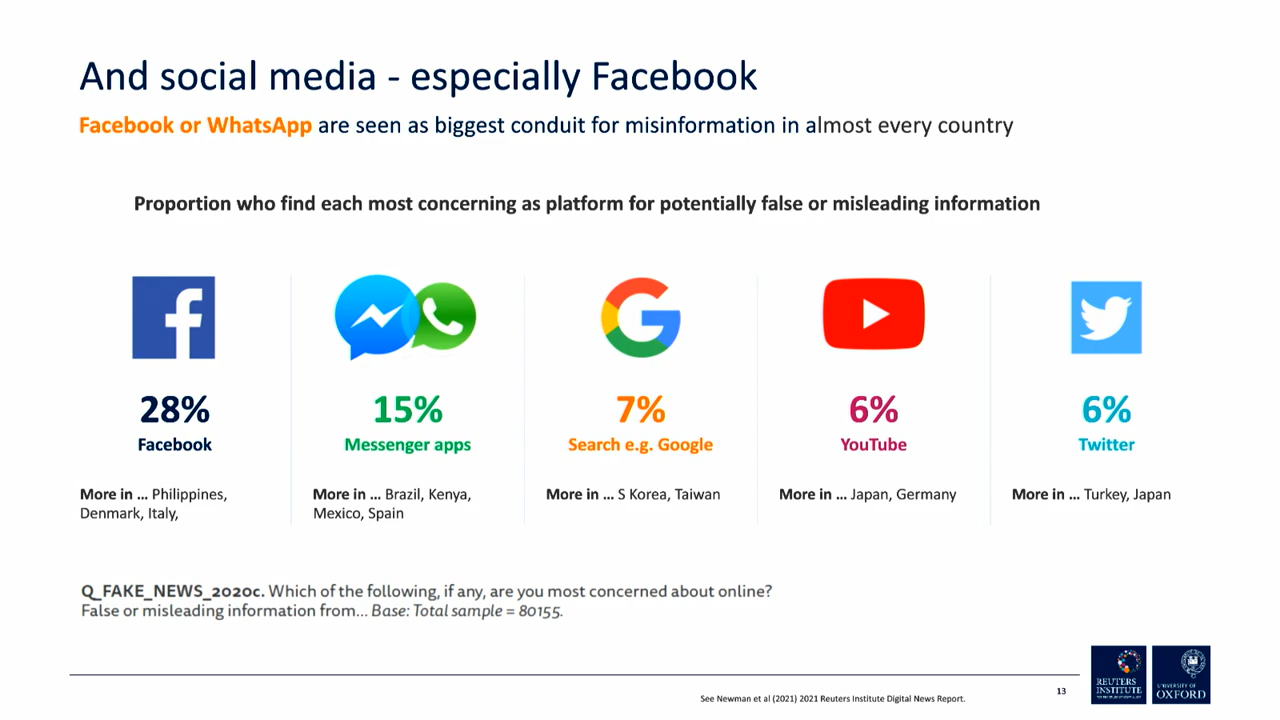 And social media - especially Facebook
Facebook or WhatsApp are seen as biggest conduit for misinformation in almost every country
Proportion who find each most concerning as platform for potentially false or misleading information
28%
Facebook
More in ... Philippines,
Denmark, Italy,
15%
Messenger apps
More in ... Brazil, Kenya,
Mexico, Spain
7%
Search e.g. Google
More in ... S Korea, Taiwan
6%
YouTube
More in ... Japan, Germany
6%
Twitter
More in ... Turkey, Japan
Q_FAKE_NEWS_2020c. Which of the following, if any, are you most concerned about online?
False or misleading information from... Base: Total sample = 80155.
See Newman et al (2021) 2021 Reuters Institute Digital News Report.
13
REUTERS
INSTITUTE
UNIVERSITY OF
OXFORD